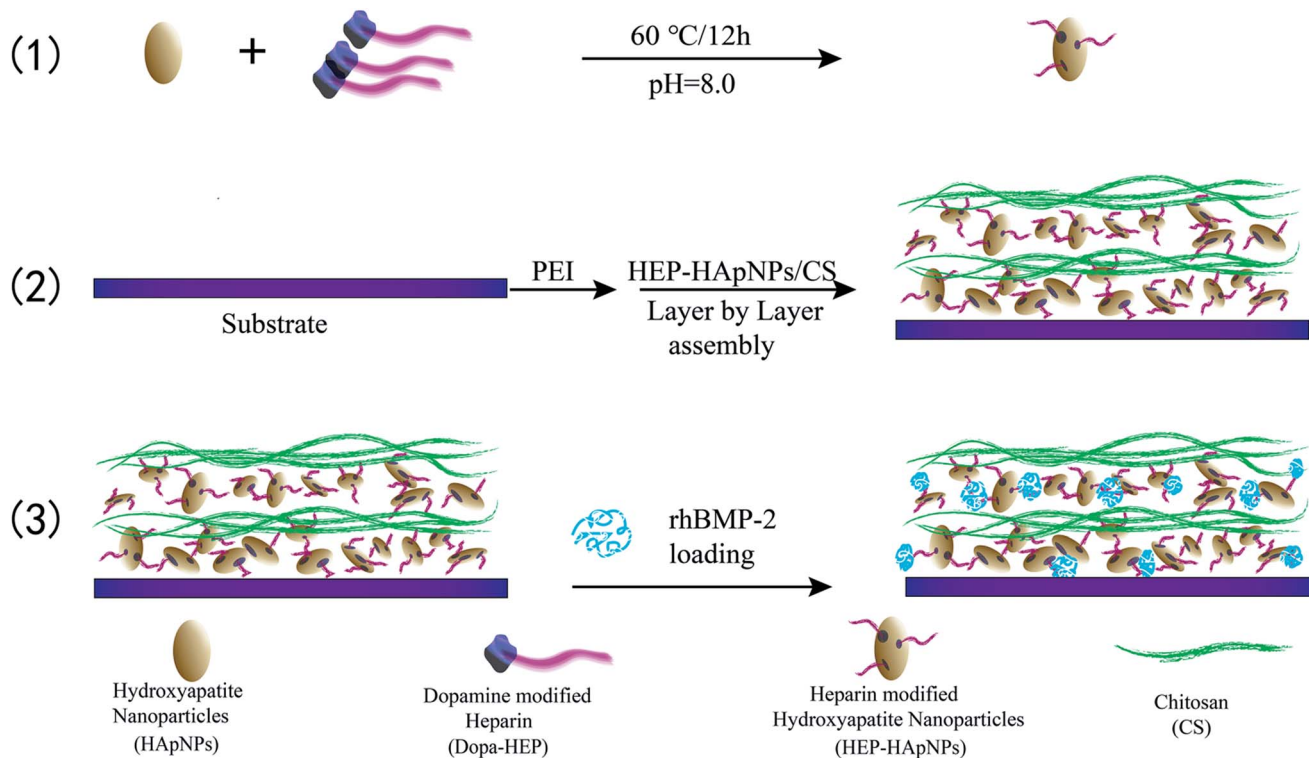 (1)
+
60 °C/12h
pH=8.0
(2)
Substrate
PEI
HEP-HApNPs/CS
Layer by Layer
assembly
(3)
rhBMP-2
loading
Hydroxyapatite
Nanoparticles
(HApNPs)
Dopamine modified
Heparin
(Dopa-HEP)
Heparin modified
Hydroxyapatite Nanoparticles
(HEP-HApNPs)
Chitosan
(CS)